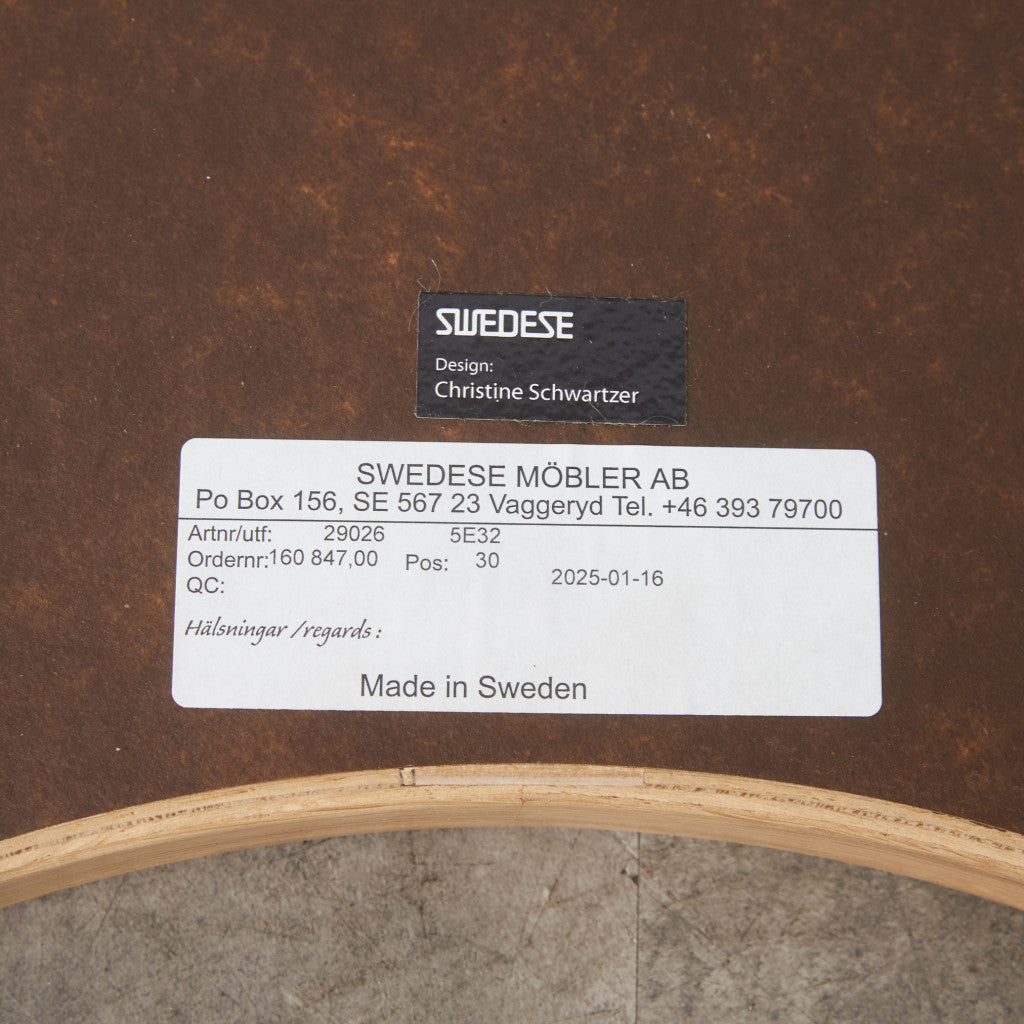 SWEDESE
Design:
Christine Schwartzer
SWEDESE MÖBLER AB
Po Box 156, SE 567 23 Vaggeryd Tel. +46 393 79700
Artnr/utf: 29026 5E32
Ordernr: 160 847,00 Pos: 30
QC: 2025-01-16
Hälsningar /regards :
Made in Sweden